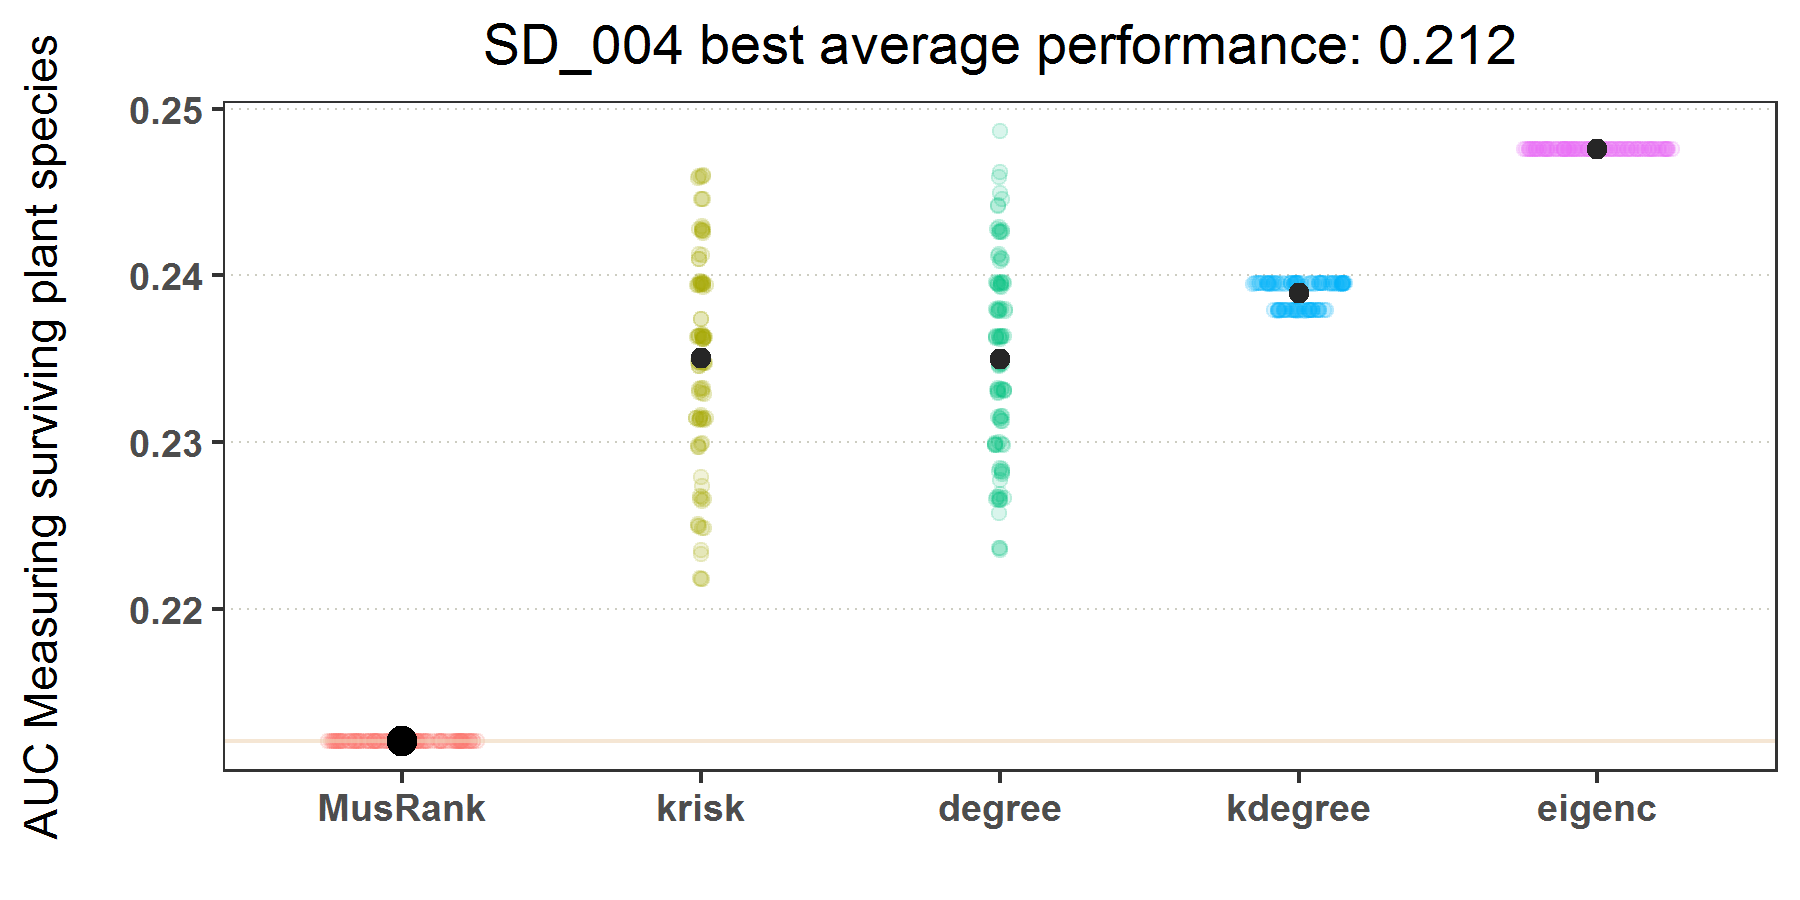 SD_004 best average performance: 0.212
AUC Measuring surviving plant species
0.25
0.24
0.23
0.22
MusRank krisk degree kdegree eigenc